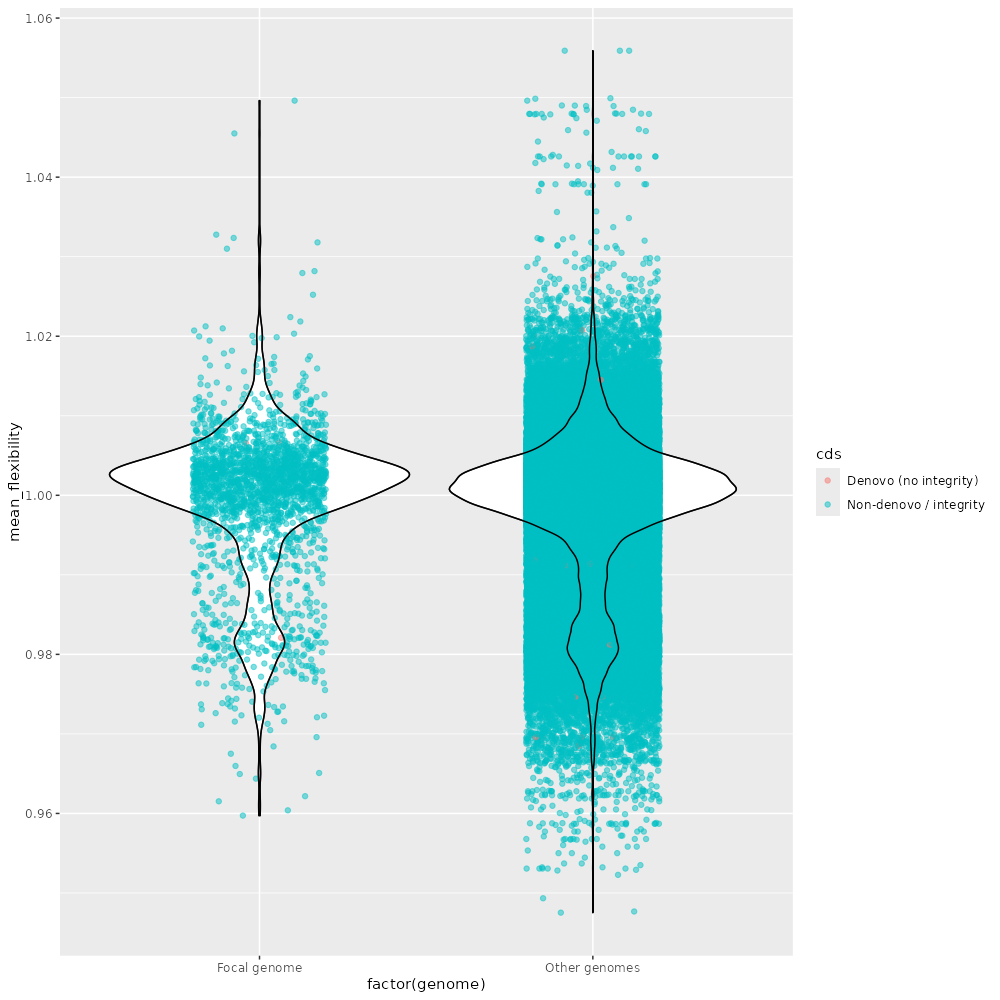 1.06
1.04
1.02
1.00
0.98
0.96
mean_flexibility
Focal genome
Other genomes
factor(genome)
cds
Denovo (no integrity)
Non-denovo / integrity